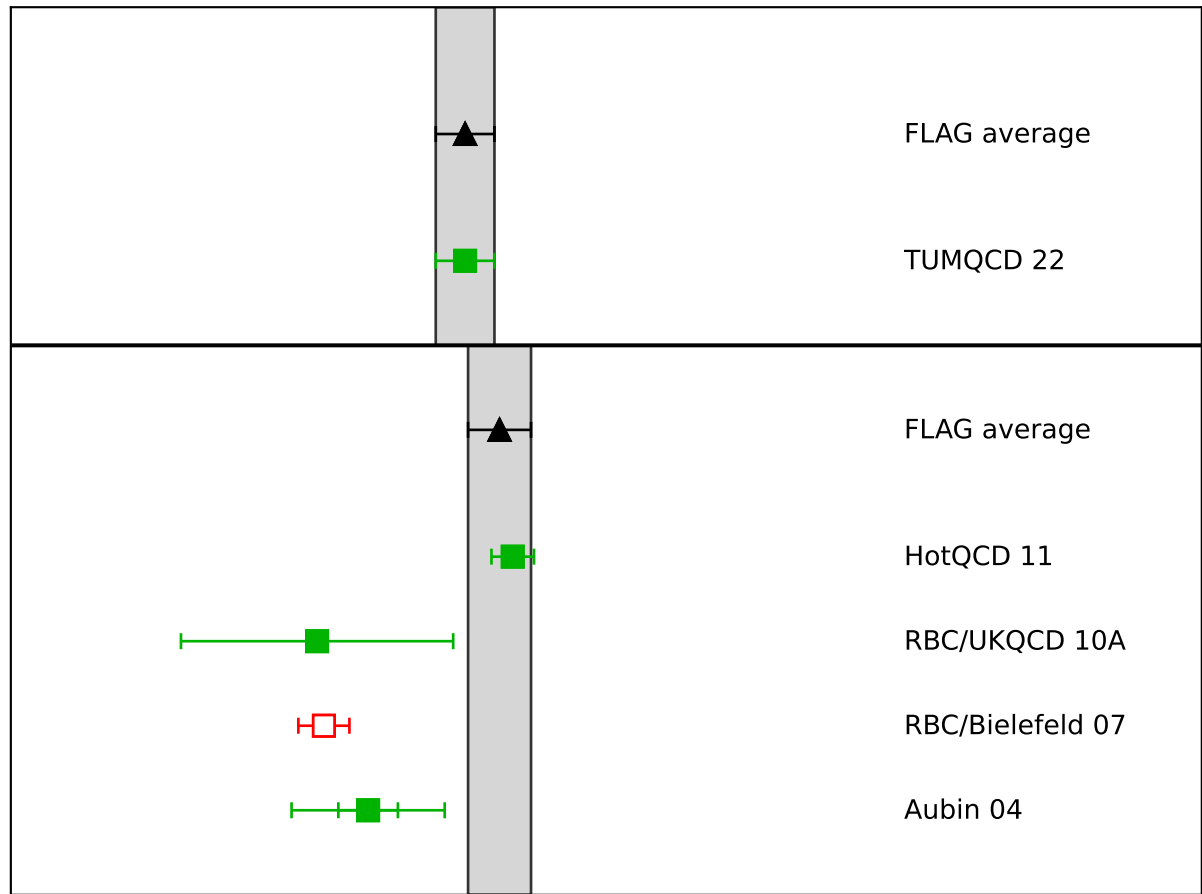 FLAG average
TUMQCD 22
FLAG average
HotQCD 11
RBC/UKQCD 10A
RBC/Bielefeld 07
Aubin 04